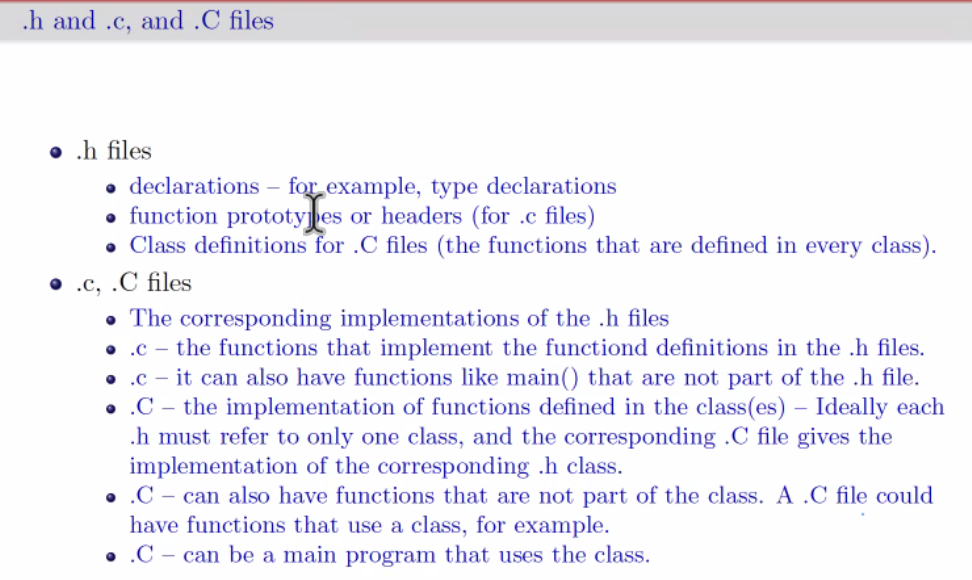 .h and .c, and .C files
.h files
declarations – for example, type declarations
function prototypes or headers (for .c files)
Class definitions for .C files (the functions that are defined in every class).
.c, .C files
The corresponding implementations of the .h files
.c – the functions that implement the functiond definitions in the .h files.
.c – it can also have functions like main() that are not part of the .h file.
.C – the implementation of functions defined in the class(es) – Ideally each
.h must refer to only one class, and the corresponding .C file gives the
implementation of the corresponding .h class.
.C – can also have functions that are not part of the class. A .C file could
have functions that use a class, for example.
.C – can be a main program that uses the class.